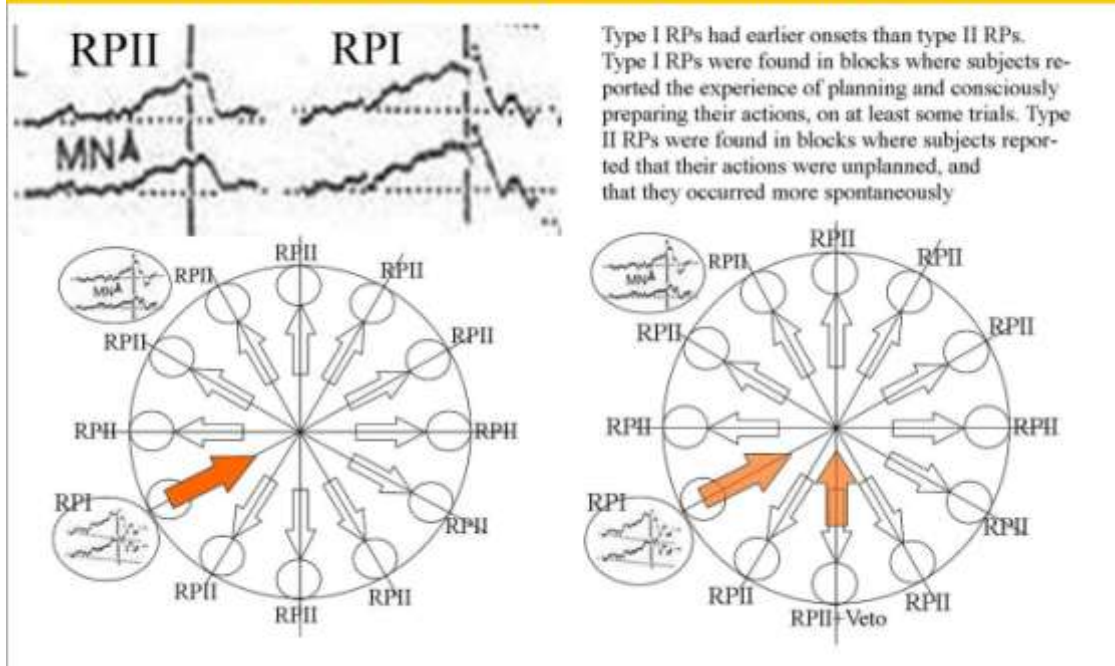 RPII
RPI
MNÅ
Type I RPs had earlier onsets than type II RPs.
Type I RPs were found in blocks where subjects re-
ported the experience of planning and consciously
preparing their actions, on at least some trials. Type
II RPs were found in blocks where subjects repor-
ted that their actions were unplanned, and
that they occurred more spontaneously
RPII
RPII
RPII
MNÅ
RPII
RPII
RPII
RPII
RPI
RPII
RPII
RPII
RPII
RPII
RPII
RPII
MNÅ
RPII
RPII
RPII
RPII
RPI
RPII
RPII
RPII+Veto
RPII